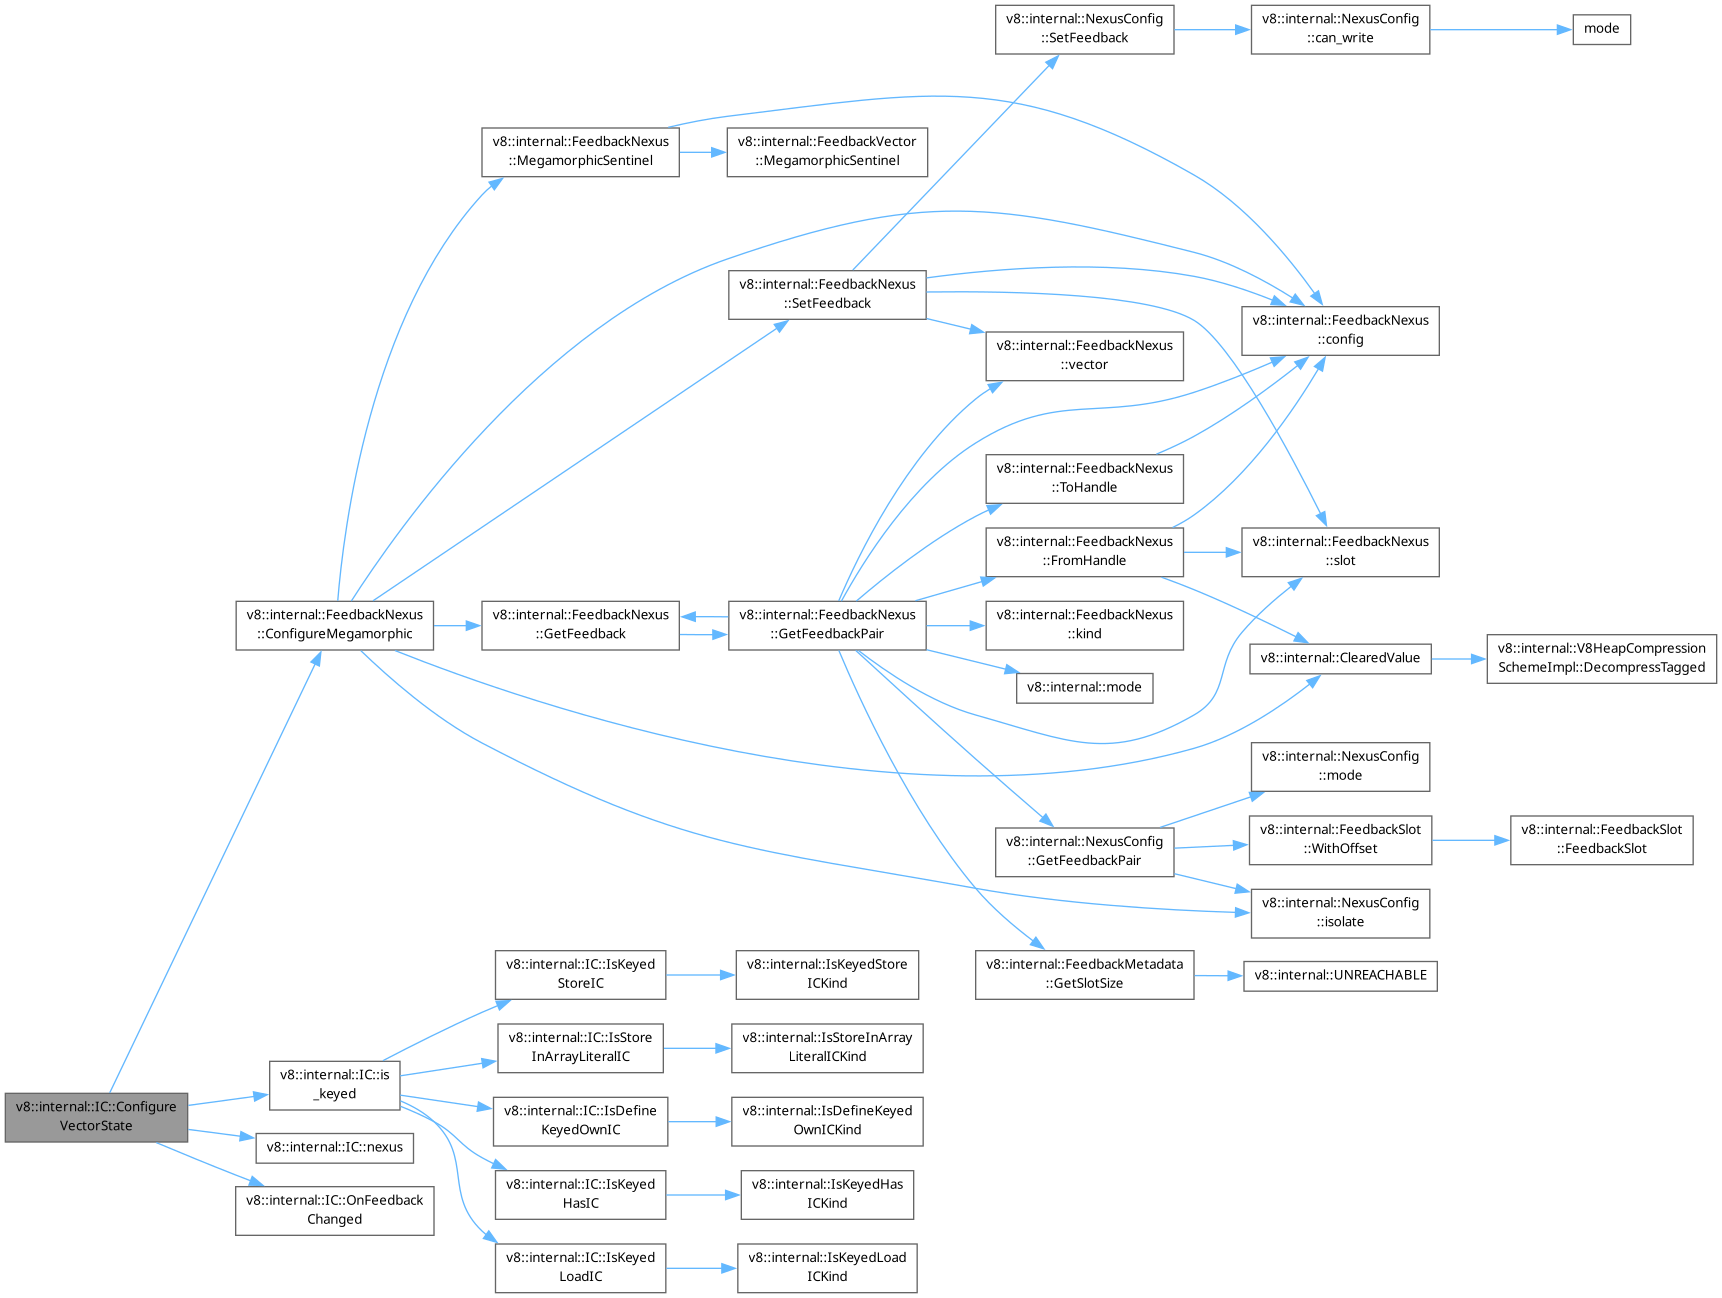 v8::internal::NexusConfig
::SetFeedback
v8::internal::NexusConfig
::can_write
mode
v8::internal::FeedbackNexus
::MegamorphicSentinel
v8::internal::FeedbackVector
::MegamorphicSentinel
v8::internal::FeedbackNexus
::SetFeedback
v8::internal::FeedbackNexus
::config
v8::internal::FeedbackNexus
::vector
v8::internal::FeedbackNexus
::ToHandle
v8::internal::FeedbackNexus
::FromHandle
v8::internal::FeedbackNexus
::slot
v8::internal::FeedbackNexus
::ConfigureMegamorphic
v8::internal::FeedbackNexus
::GetFeedback
v8::internal::FeedbackNexus
::GetFeedbackPair
v8::internal::FeedbackNexus
::kind
v8::internal::ClearedValue
v8::internal::V8HeapCompression
SchemeImpl::DecompressTagged
v8::internal::mode
v8::internal::NexusConfig
::mode
v8::internal::NexusConfig
::GetFeedbackPair
v8::internal::FeedbackSlot
::WithOffset
v8::internal::FeedbackSlot
::FeedbackSlot
v8::internal::NexusConfig
::isolate
v8::internal::IC::IsKeyed
StoreIC
v8::internal::IsKeyedStore
ICKind
v8::internal::FeedbackMetadata
::GetSlotSize
v8::internal::UNREACHABLE
v8::internal::IC::IsStore
InArrayLiteralIC
v8::internal::IsStoreInArray
LiteralICKind
v8::internal::IC::is
_keyed
v8::internal::IC::Configure
VectorState
v8::internal::IC::IsDefine
KeyedOwnIC
v8::internal::IsDefineKeyed
OwnICKind
v8::internal::IC::nexus
v8::internal::IC::IsKeyed
HasIC
v8::internal::IsKeyedHas
ICKind
v8::internal::IC::OnFeedback
Changed
v8::internal::IC::IsKeyed
LoadIC
v8::internal::IsKeyedLoad
ICKind